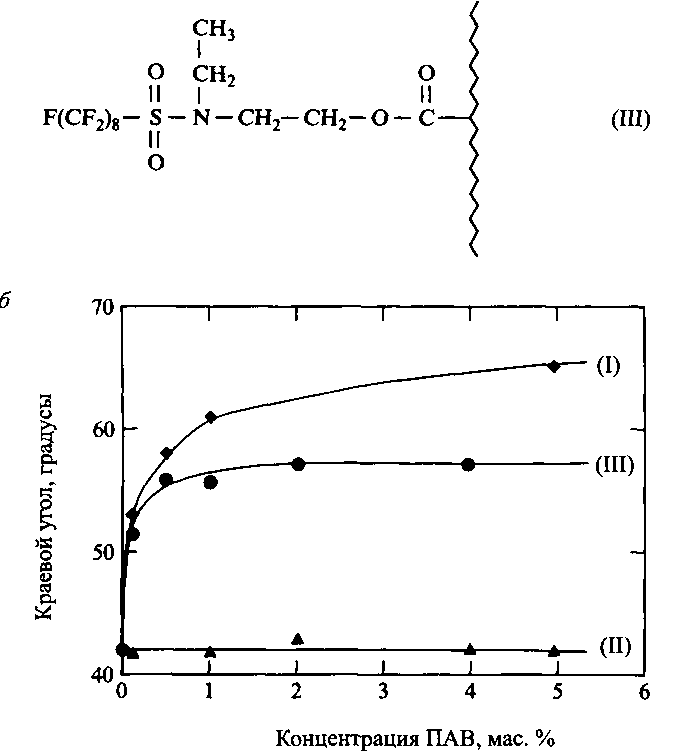 CH₃
CH₂
O
O
F(CF₂)₈–S–N–CH₂–CH₂–O–C
(III)
O
б
70
60
50
40
(I)
(III)
(II)
0 1 2 3 4 5 6
Краевой угол, градусы
Концентрация ПАВ, мас. %